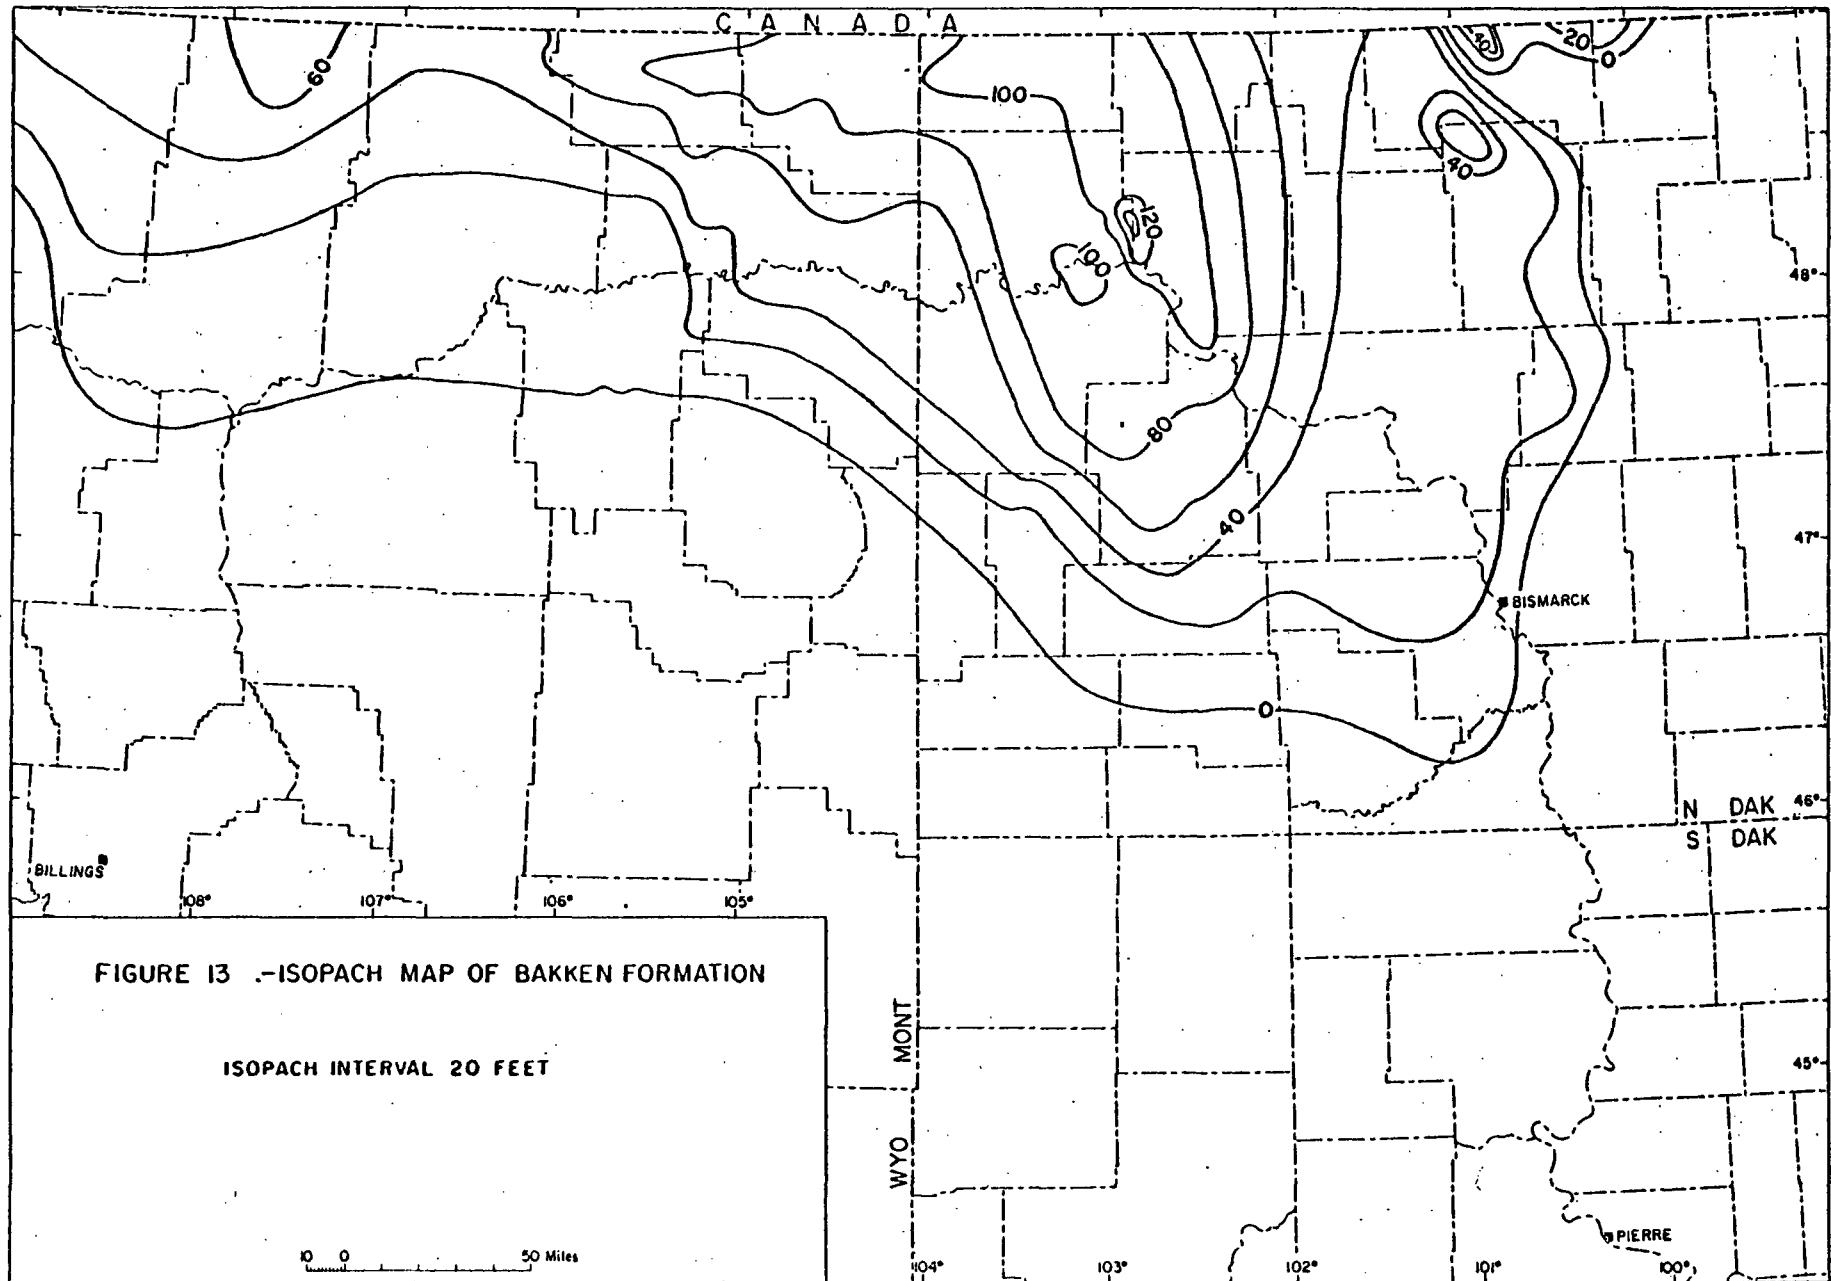 C A N A D A
60
40
20
0
100
40
120
100
48°
80
40
47°
BISMARCK
0
N DAK 46°
S DAK
BILLINGS
108° 107° 106° 105°
FIGURE 13 .-ISOPACH MAP OF BAKKEN FORMATION
ISOPACH INTERVAL 20 FEET
WYO MONT
45°
10 0 50 Miles
PIERRE
104° 103° 102° 101° 100°